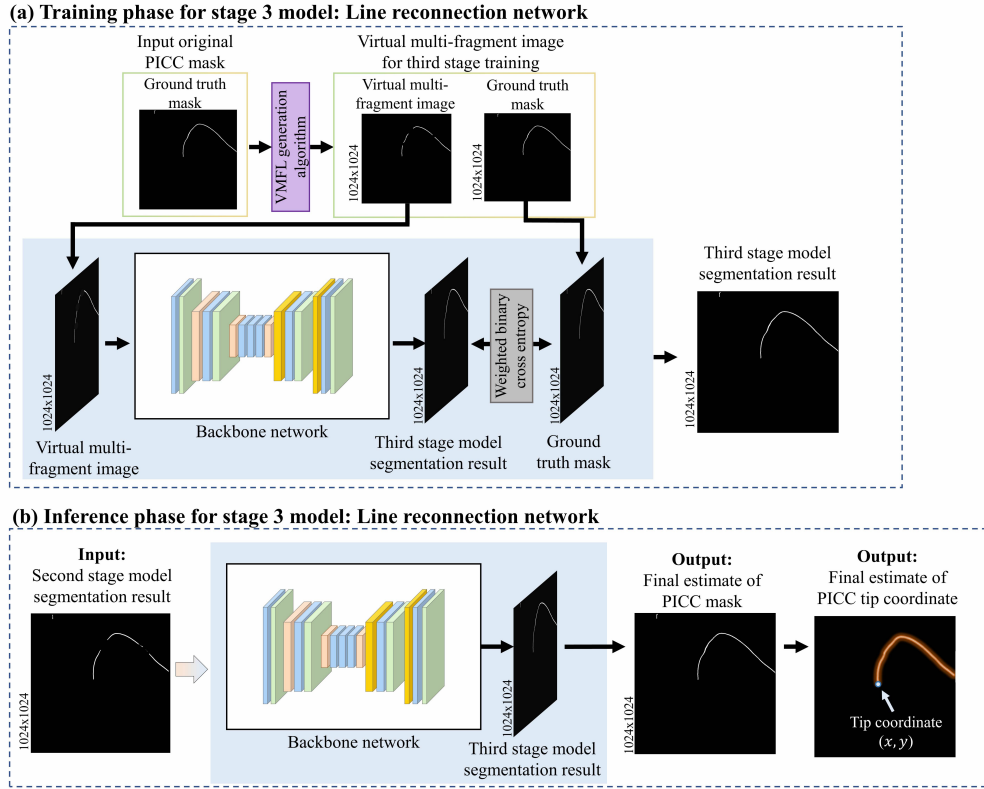 (a) Training phase for stage 3 model: Line reconnection network
Input original
PICC mask
Ground truth
mask
VMFL generation
algorithm
Virtual multi-fragment image
for third stage training
Virtual multi-
fragment image
1024x1024
Ground truth
mask
1024x1024
1024x1024
Virtual multi-
fragment image
Backbone network
1024x1024
Third stage model
segmentation result
Weighted binary
cross entropy
1024x1024
Ground
truth mask
Third stage model
segmentation result
1024x1024
(b) Inference phase for stage 3 model: Line reconnection network
Input:
Second stage model
segmentation result
1024x1024
Backbone network
1024x1024
Third stage model
segmentation result
Output:
Final estimate of
PICC mask
1024x1024
Output:
Final estimate of
PICC tip coordinate
Tip coordinate
(x, y)